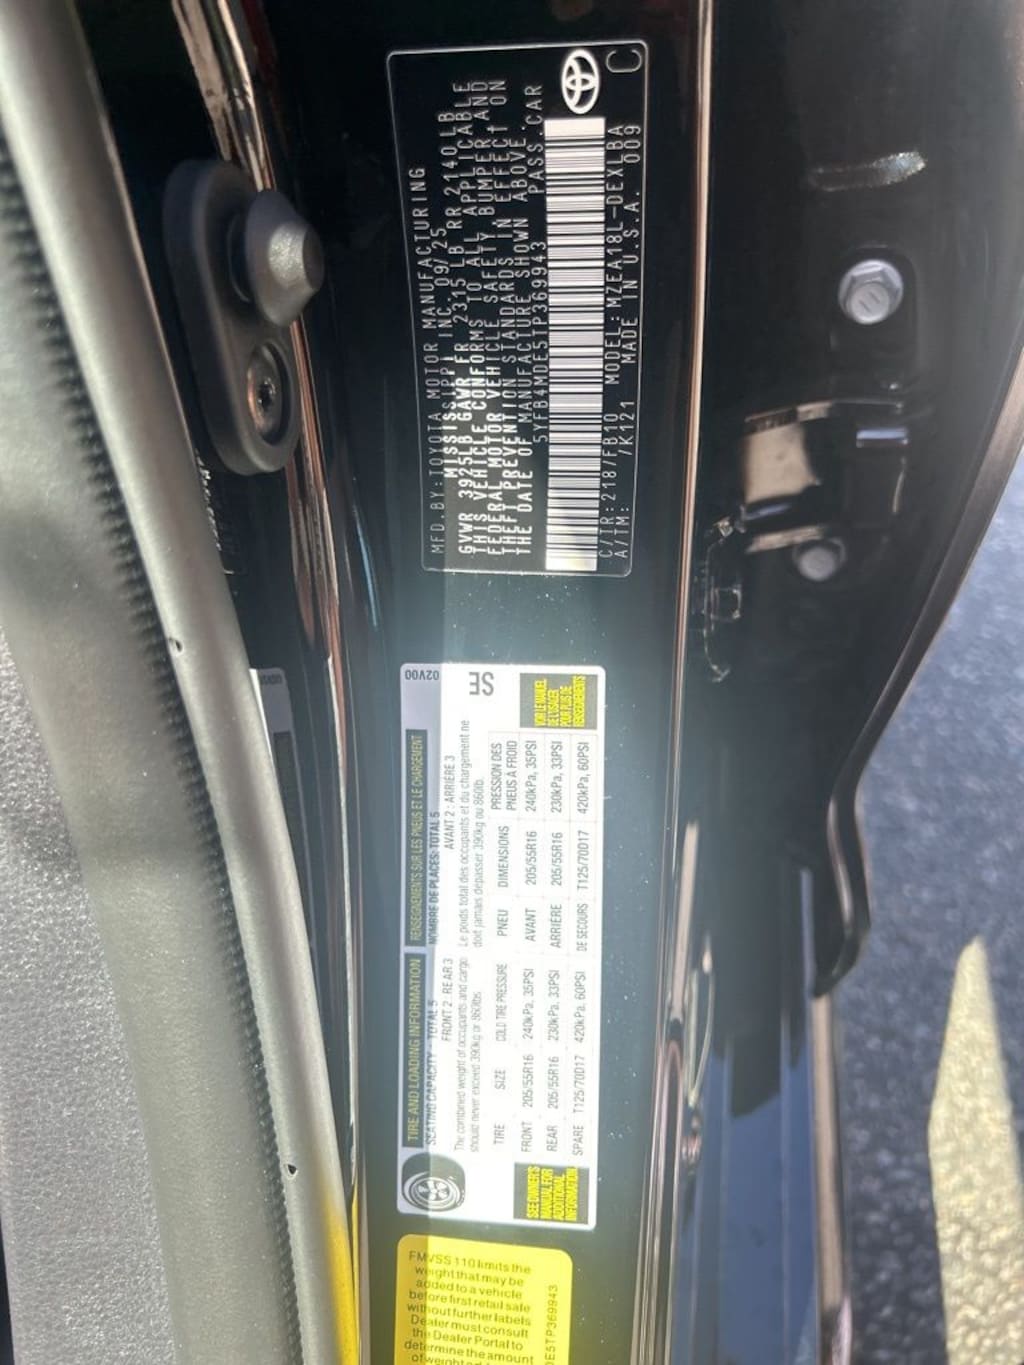 MFD.BY:TOYOTA MOTOR MANUFACTURING
MISSISSIPPI INC. 09/25
GVWR 3925LB GAWR FR 2315 LB RR 2140LB
THIS VEHICLE CONFORMS TO ALL APPLICABLE
FEDERAL MOTOR VEHICLE SAFETY, BUMPER AND
THEFT PREVENTION STANDARDS IN EFFECT ON
THE DATE OF MANUFACTURE SHOWN ABOVE.
5YFB4MDE5TP369943 PASS.CAR
C/TR:218/FB10 MODEL:MZEA18L-DEXLBA
A/TM: /K121 MADE IN U.S.A. 009
C
TIRE AND LOADING INFORMATION
SEATING CAPACITY - TOTAL 5
FRONT 2 : REAR 3
The combined weight of occupants and cargo
should never exceed 390kg or 860lbs
TIRE SIZE COLD TIRE PRESSURE
FRONT 205/55R16 240kPa, 35PSI
REAR 205/55R16 230kPa, 33PSI
SPARE T125/70D17 420kPa, 60PSI
SEE OWNER'S
MANUAL FOR
ADDITIONAL
INFORMATION
RENSEIGNEMENTS SUR LES PNEUS ET LE CHARGEMENT
NOMBRE DE PLACES: TOTAL 5
AVANT 2 : ARRIÈRE 3
Le poids total des occupants et du chargement ne
doit jamais dépasser 390kg ou 860lb.
PNEU DIMENSIONS PRESSION DES
PNEUS À FROID
AVANT 205/55R16 240kPa, 35PSI
ARRIÈRE 205/55R16 230kPa, 33PSI
DE SECOURS T125/70D17 420kPa, 60PSI
VOIR LE MANUEL
DE L'USAGER
POUR PLUS DE
RENSEIGNEMENTS
02V00
SE
FMVSS 110 limits the
weight that may be
added to a vehicle
before first retail sale
without further labels
Dealer must consult
the Dealer Portal to
determine the amount
of weight
DE5TP369943